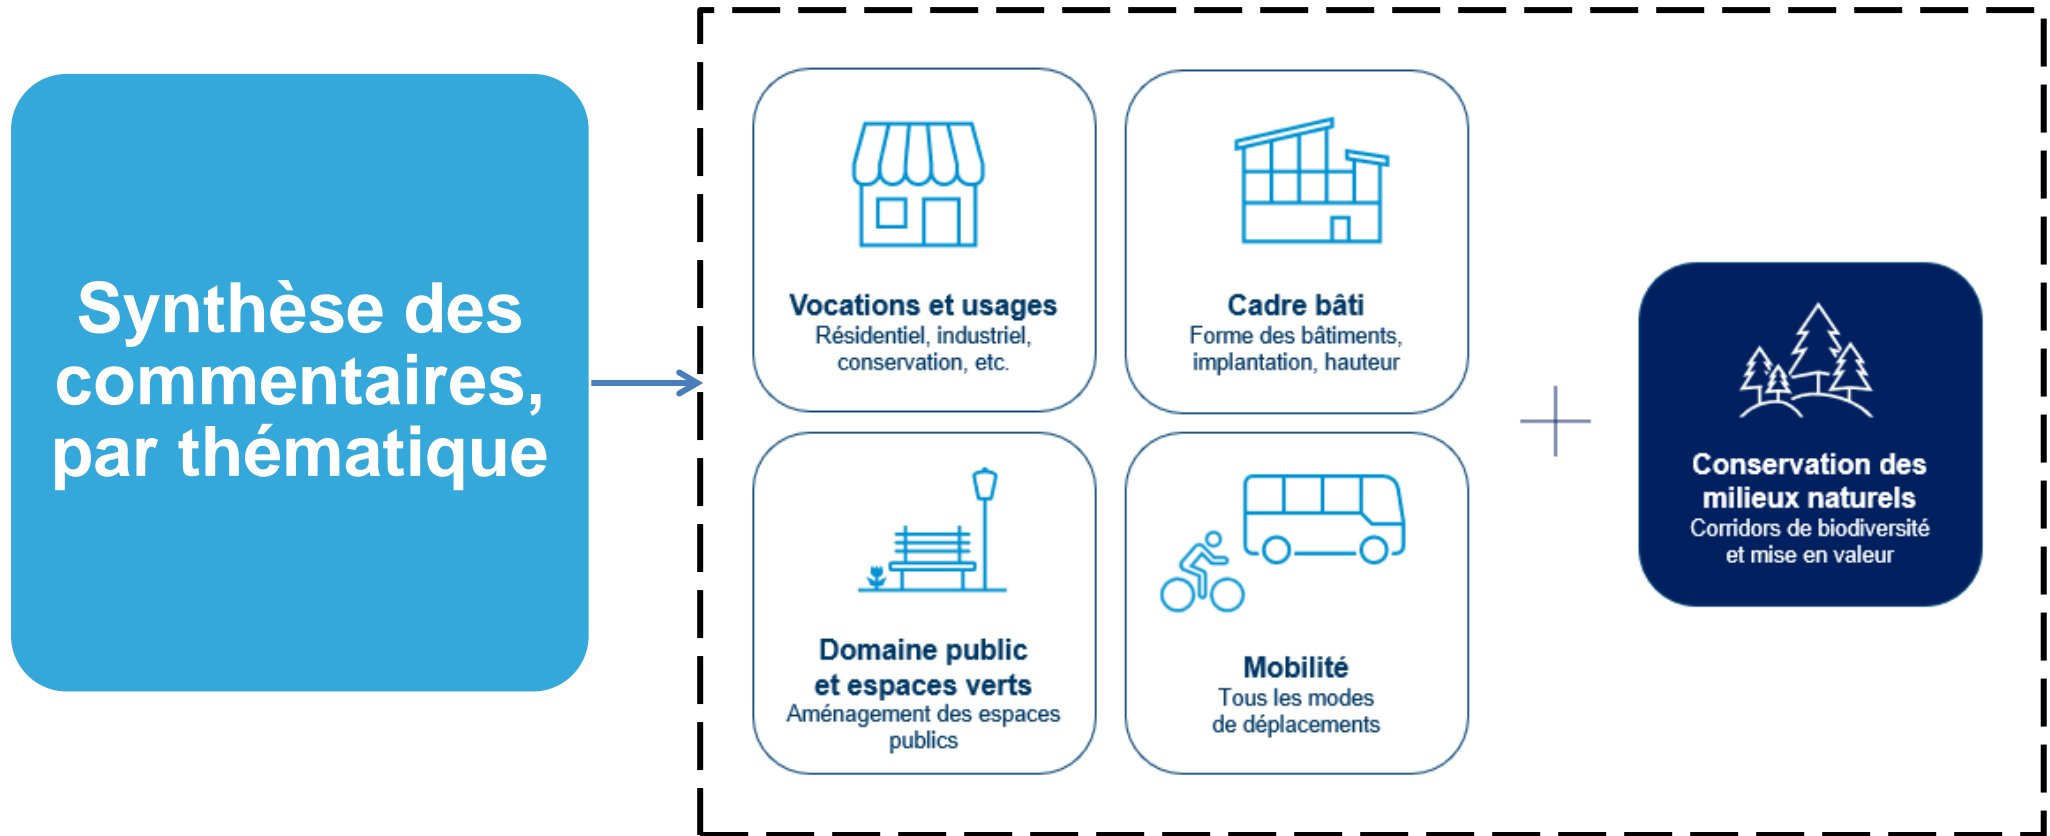 Synthèse des
commentaires,
par thématique
Vocations et usages
Résidentiel, industriel,
conservation, etc.
Cadre bâti
Forme des bâtiments,
implantation, hauteur
Domaine public
et espaces verts
Aménagement des espaces
publics
Mobilité
Tous les modes
de déplacements
Conservation des
milieux naturels
Corridors de biodiversité
et mise en valeur